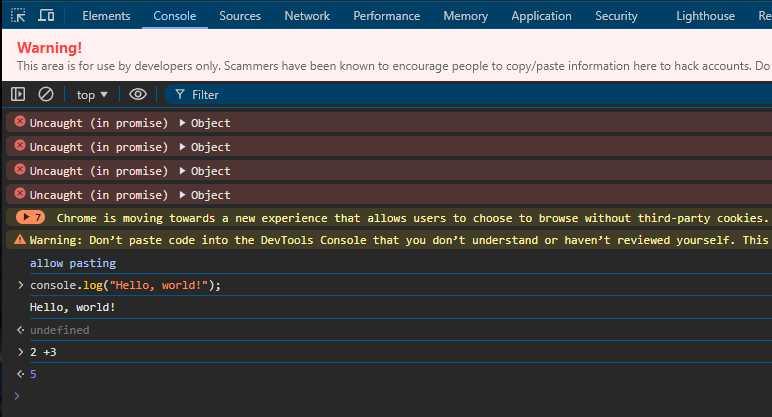 Elements Console Sources Network Performance Memory Application Security Lighthouse Re
Warning!
This area is for use by developers only. Scammers have been known to encourage people to copy/paste information here to hack accounts. Do
top Filter
Uncaught (in promise) Object
Uncaught (in promise) Object
Uncaught (in promise) Object
Uncaught (in promise) Object
7 Chrome is moving towards a new experience that allows users to choose to browse without third-party cookies.
Warning: Don’t paste code into the DevTools Console that you don’t understand or haven’t reviewed yourself. This
allow pasting
console.log("Hello, world!");
Hello, world!
undefined
2 +3
5